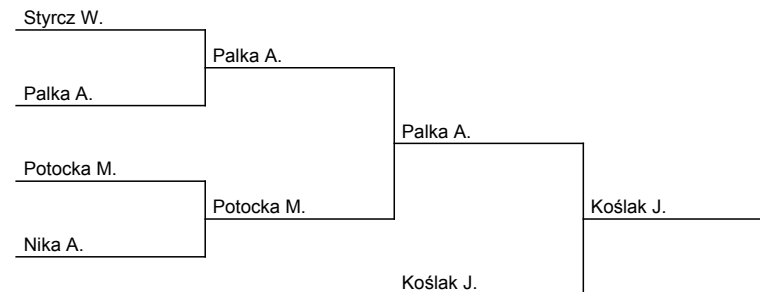 Styrcz W.
Palka A.
Palka A.
Palka A.
Potocka M.
Potocka M.
Koślak J.
Nika A.
Koślak J.